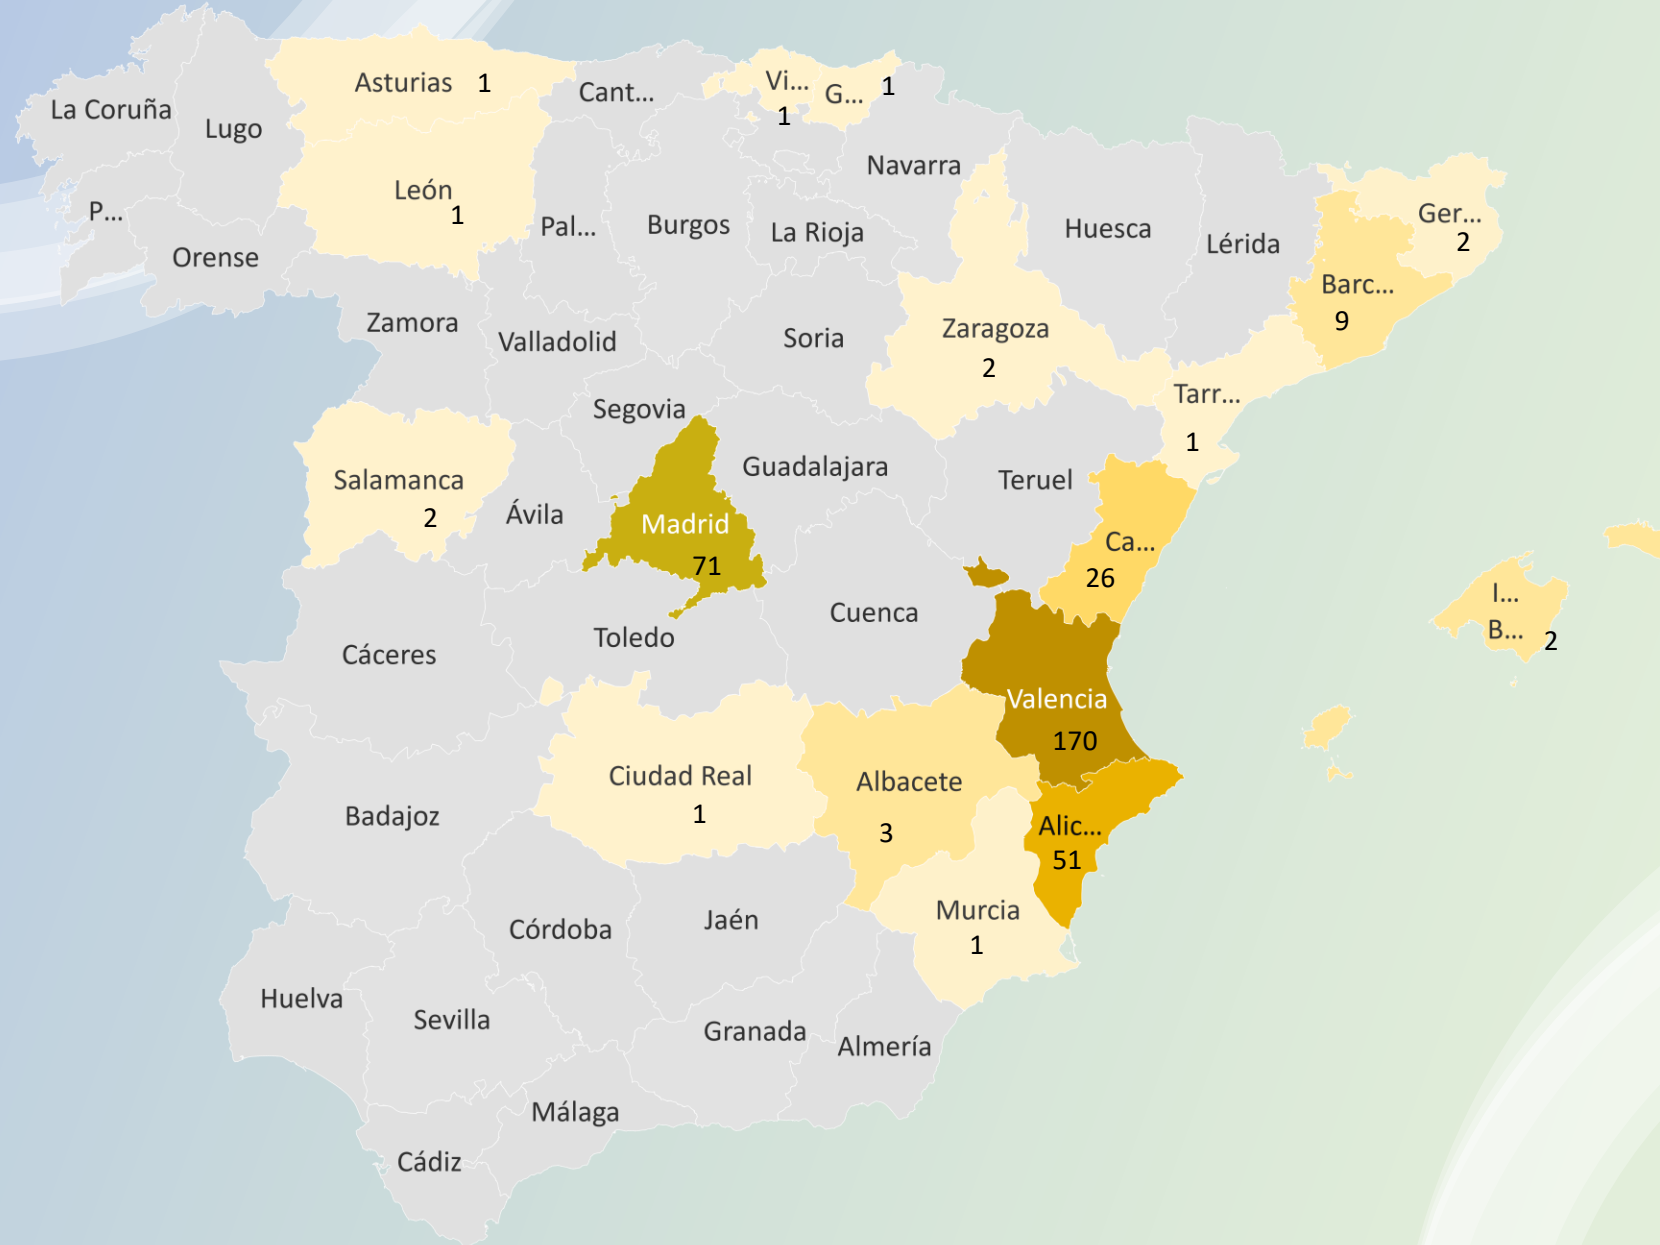 Asturias 1
Cant...
Vi...
1
G... 1
La Coruña
Lugo
León
1
Navarra
P...
Orense
Pal...
Burgos
La Rioja
Huesca
Lérida
Ger...
2
Barc...
9
Zamora
Valladolid
Soria
Zaragoza
2
Segovia
Tarr...
1
Salamanca
2
Ávila
Guadalajara
Teruel
Madrid
71
Ca...
26
I...
B... 2
Cáceres
Toledo
Cuenca
Valencia
170
Badajoz
Ciudad Real
1
Albacete
3
Alic...
51
Córdoba
Jaén
Murcia
1
Huelva
Sevilla
Granada
Almería
Málaga
Cádiz